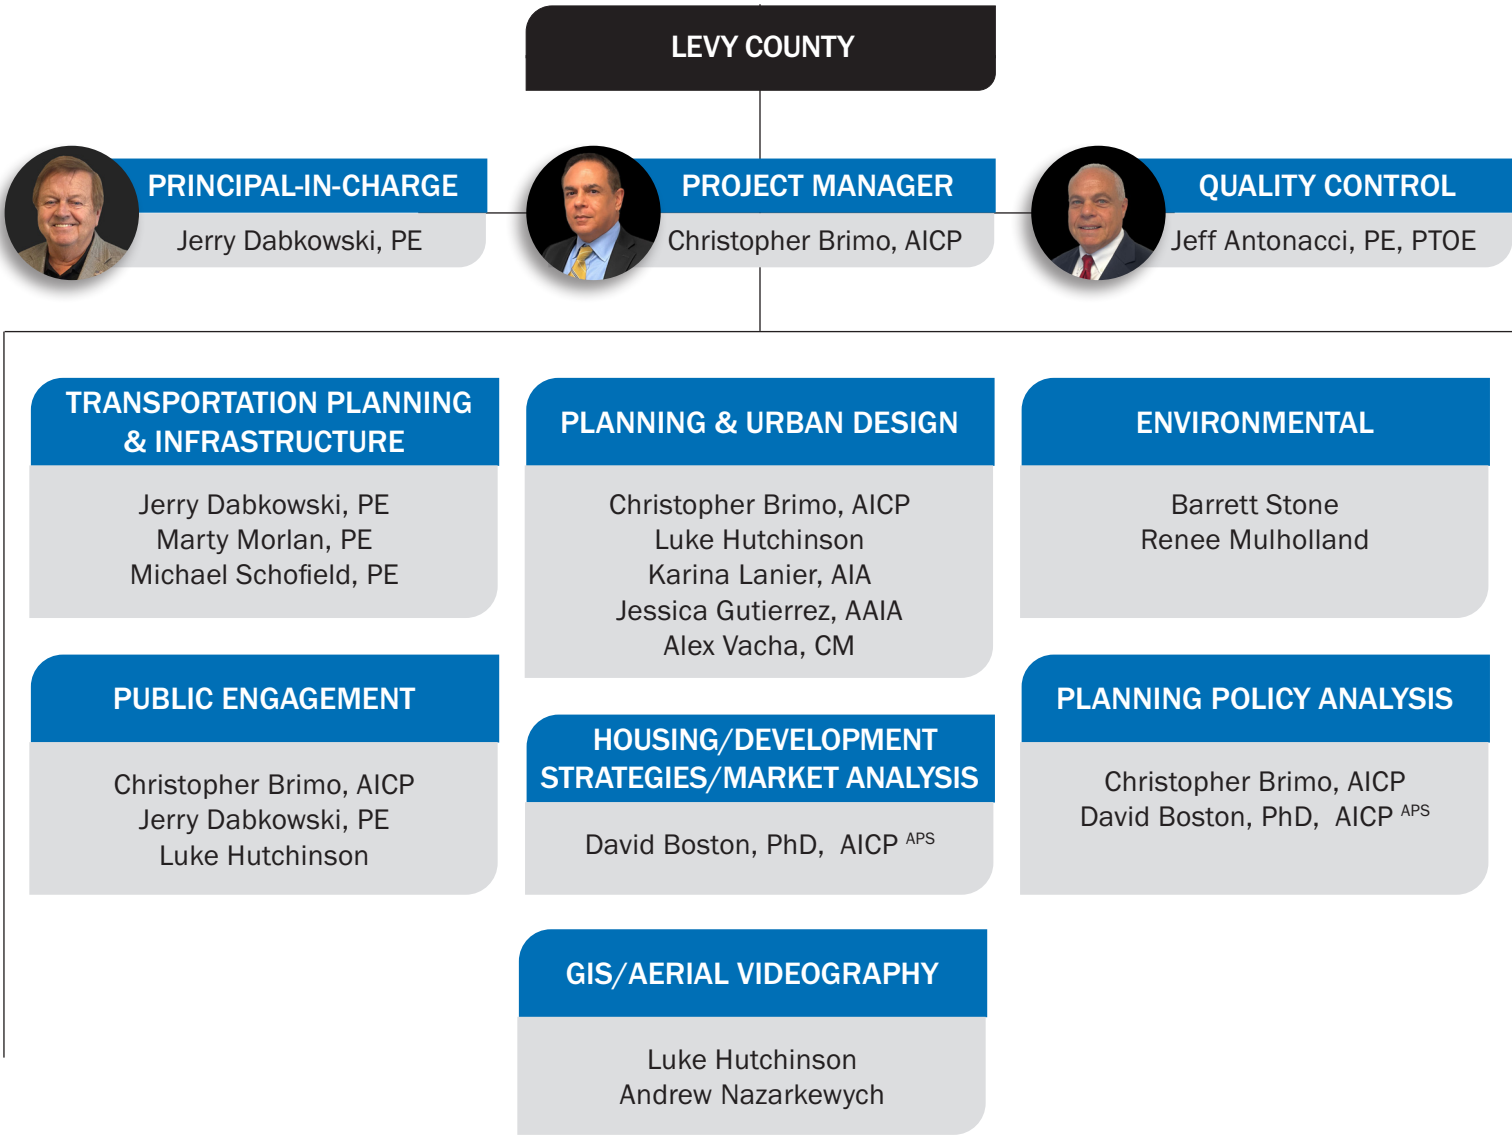 LEVY COUNTY
PRINCIPAL-IN-CHARGE
Jerry Dabkowski, PE
PROJECT MANAGER
Christopher Brimo, AICP
QUALITY CONTROL
Jeff Antonacci, PE, PTOE
TRANSPORTATION PLANNING
& INFRASTRUCTURE
Jerry Dabkowski, PE
Marty Morlan, PE
Michael Schofield, PE
PLANNING & URBAN DESIGN
Christopher Brimo, AICP
Luke Hutchinson
Karina Lanier, AIA
Jessica Gutierrez, AAIA
Alex Vacha, CM
ENVIRONMENTAL
Barrett Stone
Renee Mulholland
PUBLIC ENGAGEMENT
Christopher Brimo, AICP
Jerry Dabkowski, PE
Luke Hutchinson
HOUSING/DEVELOPMENT
STRATEGIES/MARKET ANALYSIS
David Boston, PhD,  AICP APS
PLANNING POLICY ANALYSIS
Christopher Brimo, AICP
David Boston, PhD,  AICP APS
GIS/AERIAL VIDEOGRAPHY
Luke Hutchinson
Andrew Nazarkewych